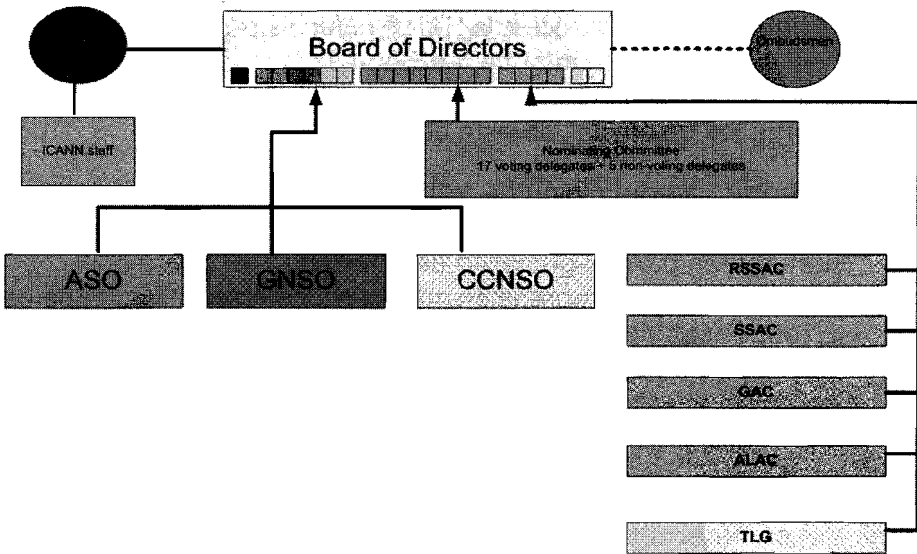 Board of Directors
Ombudsman
ICANN staff
Nominating Committee
17 voting delegates + 5 non-voting delegates
ASO
GNSO
CCNSO
RSSAC
SSAC
GAC
ALAC
TLG